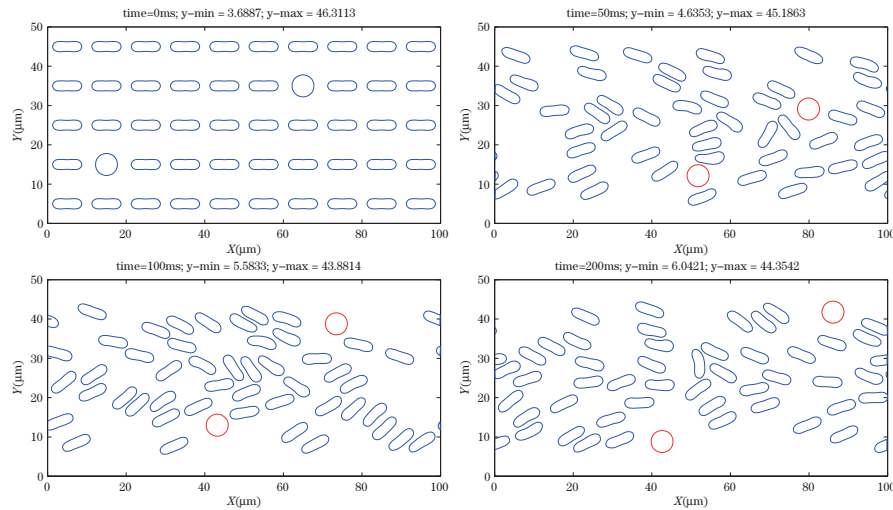 time=0ms; y-min = 3.6887; y-max = 46.3113
50
40
30
20
10
0
Y(μm)
0 20 40 60 80 100
X(μm)
time=50ms; y-min = 4.6353; y-max = 45.1863
50
40
30
20
10
0
Y(μm)
0 20 40 60 80 100
X(μm)
time=100ms; y-min = 5.5833; y-max = 43.8814
50
40
30
20
10
0
Y(μm)
0 20 40 60 80 100
X(μm)
time=200ms; y-min = 6.0421; y-max = 44.3542
50
40
30
20
10
0
Y(μm)
0 20 40 60 80 100
X(μm)